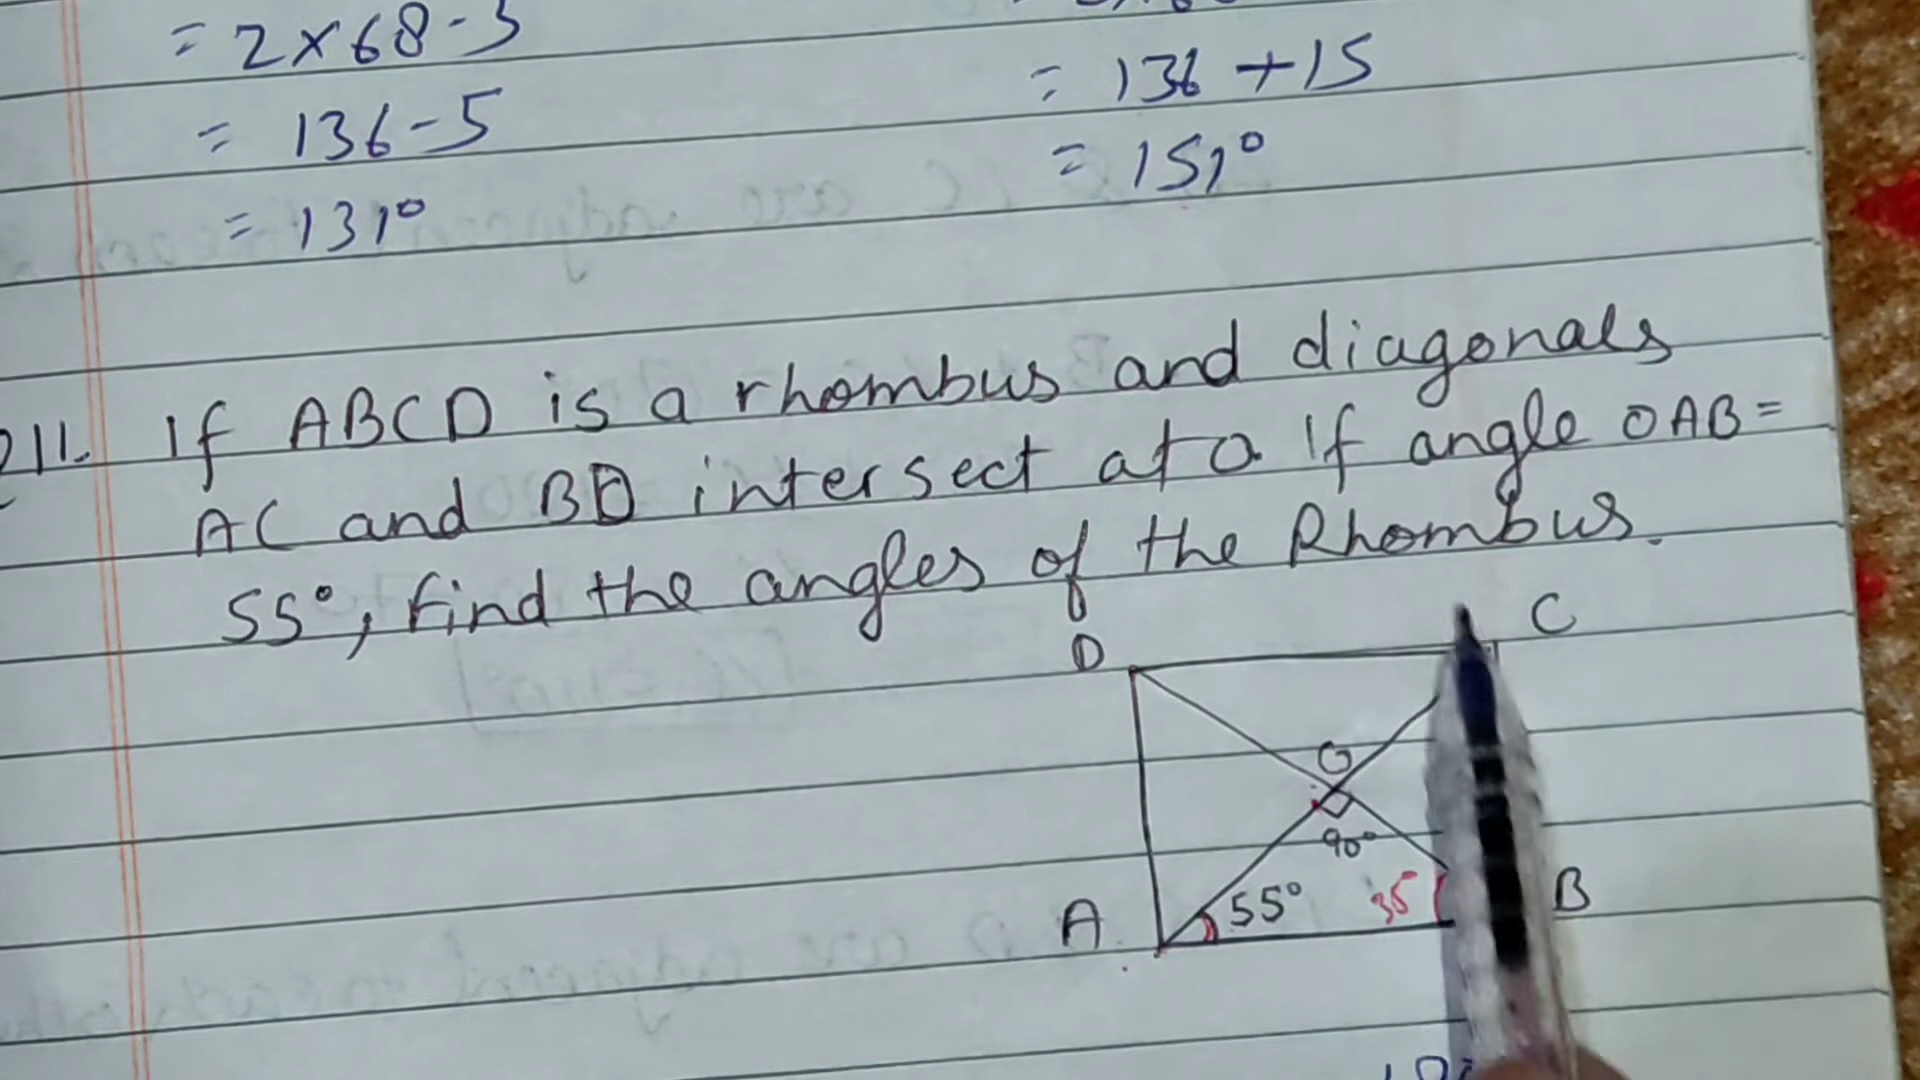 = 2×68-5
= 136-5
= 131°
= 136 + 15
= 151°
Q11. If ABCD is a rhombus and diagonals
AC and BD intersect at O If angle OAB =
55°, find the angles of the Rhombus.
D C
O
90°
A 55° 35 B